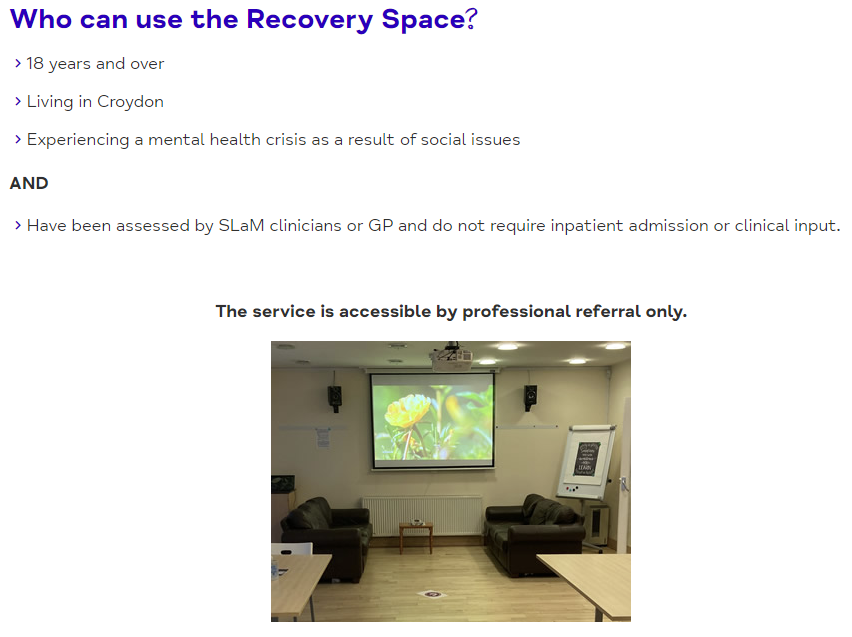 Who can use the Recovery Space?
18 years and over
Living in Croydon
Experiencing a mental health crisis as a result of social issues
AND
Have been assessed by SLaM clinicians or GP and do not require inpatient admission or clinical input.
The service is accessible by professional referral only.
LEARN